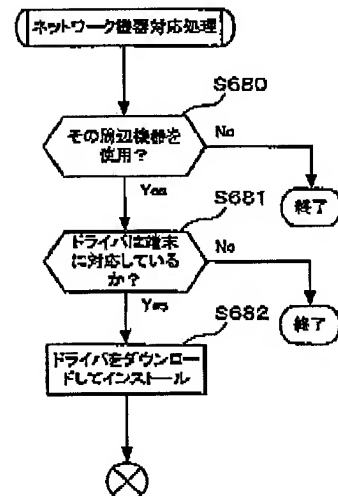 ネットワーク機器対応処理
S680
その周辺機器を
使用？
No
Yes
終了
S681
ドライバは端末
に対応している
か？
No
Yes
終了
S682
ドライバをダウンロー
ドしてインストール